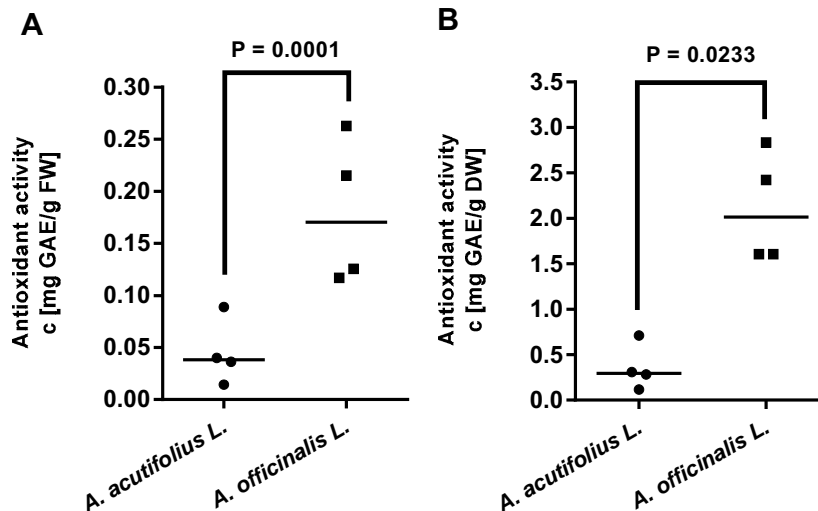 A
P = 0.0001
Antioxidant activity
c [mg GAE/g FW]
0.30
0.25
0.20
0.15
0.10
0.05
0.00
A. acutifolius L.
A. officinalis L.
B
P = 0.0233
Antioxidant activity
c [mg GAE/g DW]
3.5
3.0
2.5
2.0
1.5
1.0
0.5
0.0
A. acutifolius L.
A. officinalis L.